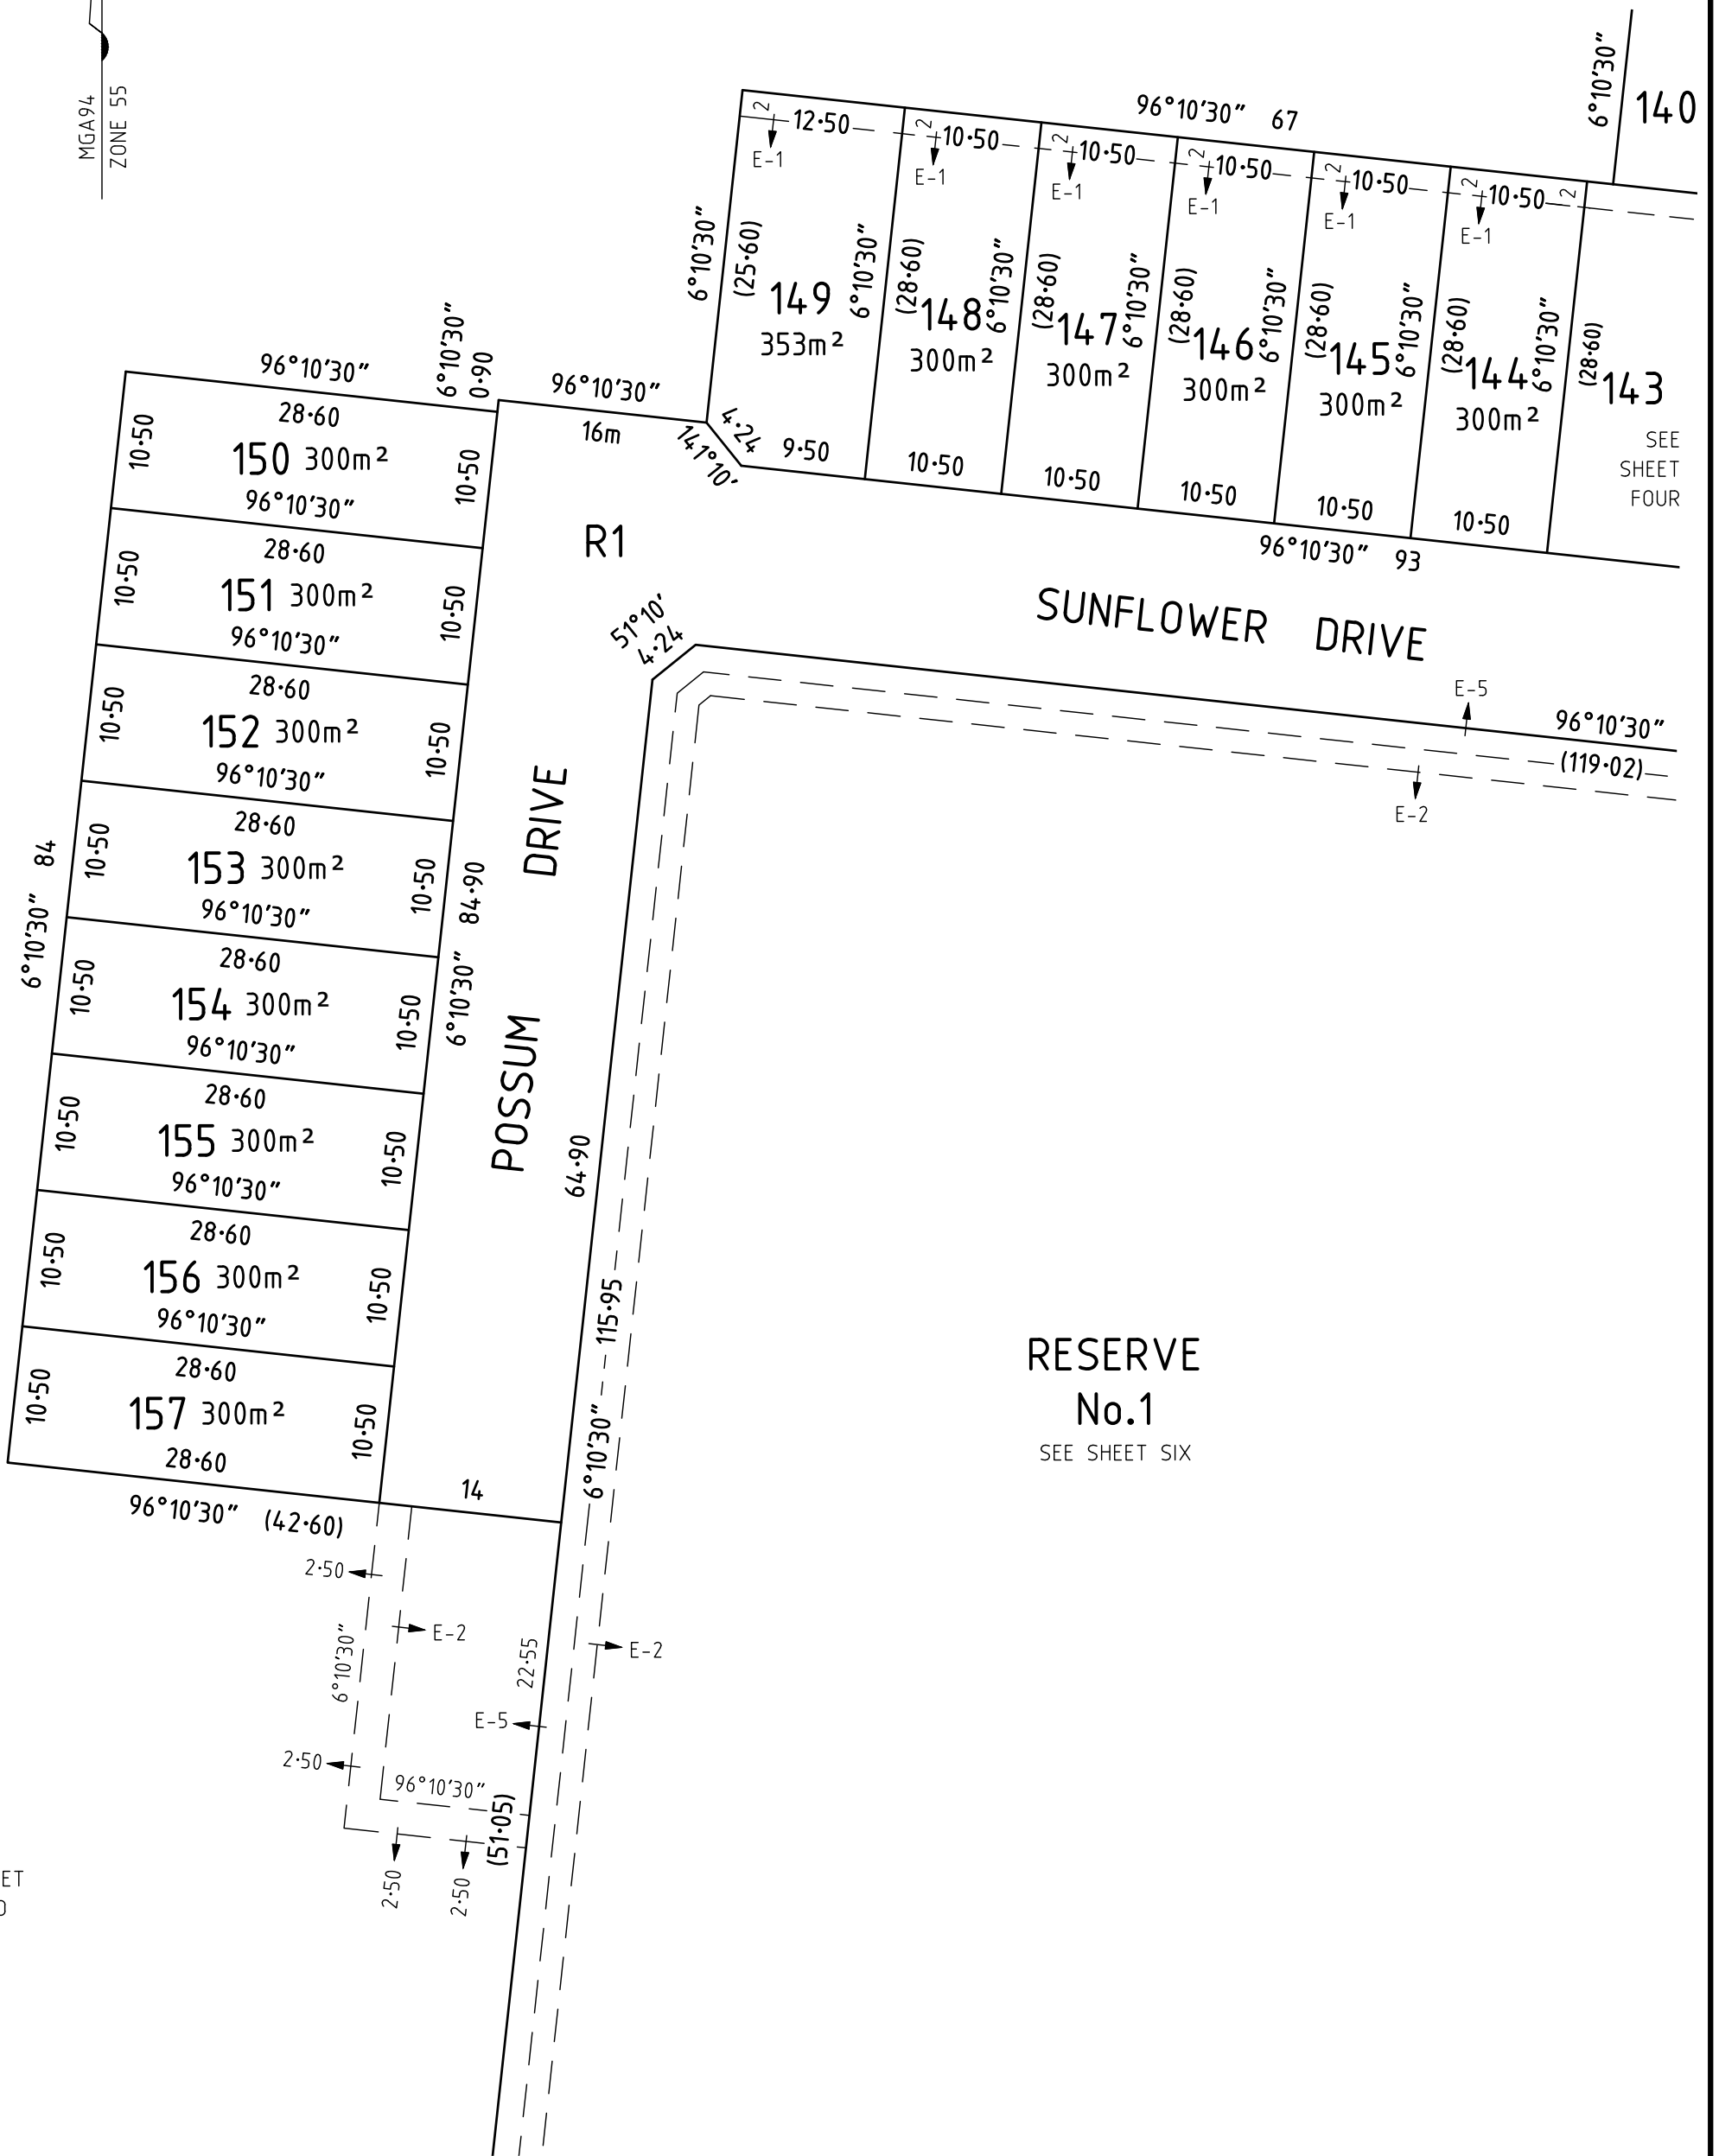 MGA94
ZONE 55
6°10'30"
140
96°10'30" 67
2
12·50
E-1
2
10·50
E-1
2
10·50
E-1
2
10·50
E-1
2
10·50
E-1
2
10·50
E-1
2
6°10'30"
(25·60)
149
353m²
6°10'30"
(28·60)
148
300m²
6°10'30"
(28·60)
147
300m²
6°10'30"
(28·60)
146
300m²
6°10'30"
(28·60)
145
300m²
6°10'30"
(28·60)
144
300m²
6°10'30"
(28·60)
143
SEE
SHEET
FOUR
4·24
141°10'
9·50
10·50
10·50
10·50
10·50
10·50
96°10'30" 93
96°10'30"
6°10'30"
0·90
96°10'30"
16m
R1
SUNFLOWER DRIVE
51°10'
4·24
E-5
96°10'30"
(119·02)
E-2
28·60
10·50
150 300m²
10·50
96°10'30"
28·60
10·50
151 300m²
10·50
96°10'30"
28·60
10·50
152 300m²
10·50
96°10'30"
28·60
10·50
153 300m²
10·50
96°10'30"
28·60
10·50
154 300m²
10·50
96°10'30"
28·60
10·50
155 300m²
10·50
96°10'30"
28·60
10·50
156 300m²
10·50
96°10'30"
28·60
10·50
157 300m²
10·50
28·60
6°10'30" 84
6°10'30" 84·90
POSSUM DRIVE
64·90
6°10'30" 115·95
RESERVE
No.1
SEE SHEET SIX
14
96°10'30" (42·60)
2·50
E-2
6°10'30"
22·55
E-2
E-5
2·50
96°10'30"
(51·05)
2·50
2·50
ET